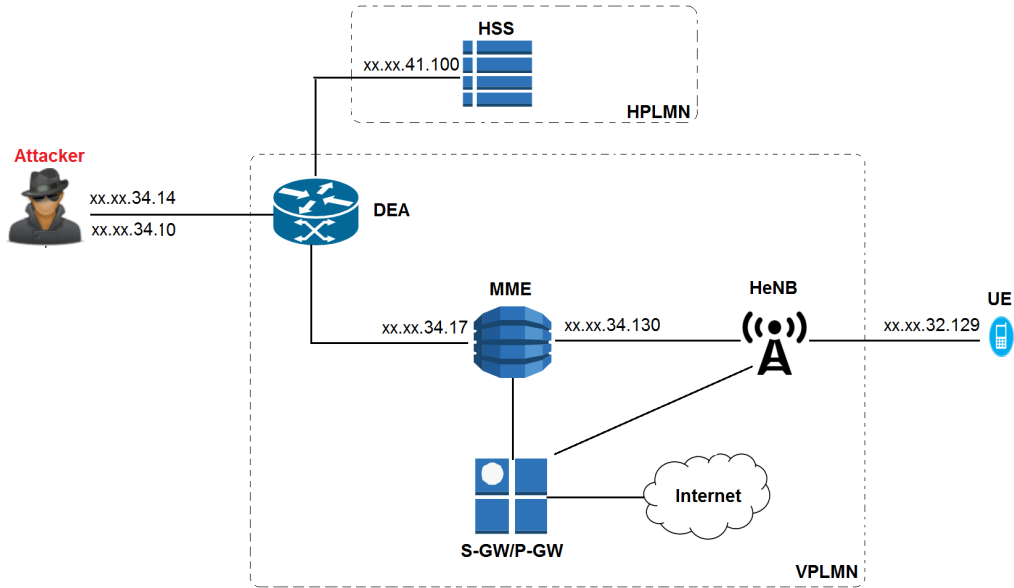 HSS
xx.xx.41.100
HPLMN
Attacker
xx.xx.34.14
xx.xx.34.10
DEA
MME
HeNB
UE
xx.xx.34.17
xx.xx.34.130
xx.xx.32.129
Internet
S-GW/P-GW
VPLMN